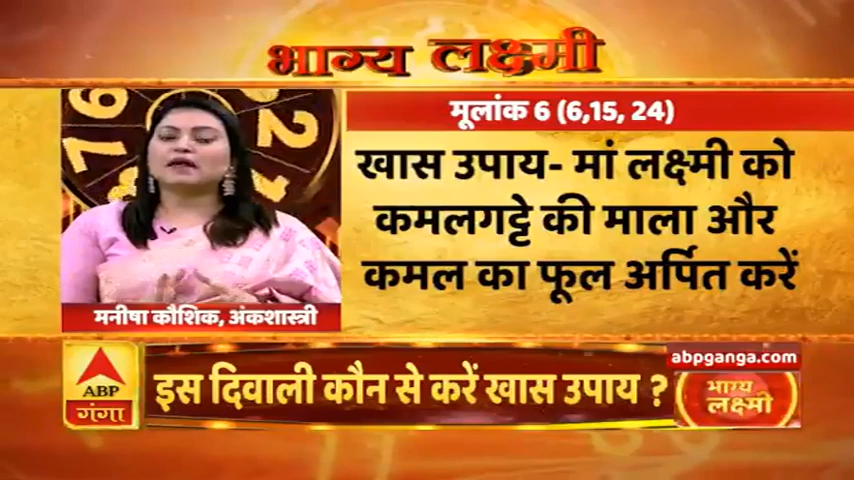 भाग्य लक्ष्मी
मूलांक 6 (6,15, 24)
खास उपाय- मां लक्ष्मी को
कमलगट्टे की माला और
कमल का फूल अर्पित करें
मनीषा कौशिक, अंकशास्त्री
abpganga.com
ABP
गंगा
इस दिवाली कौन से करें खास उपाय ?
भाग्य
लक्ष्मी